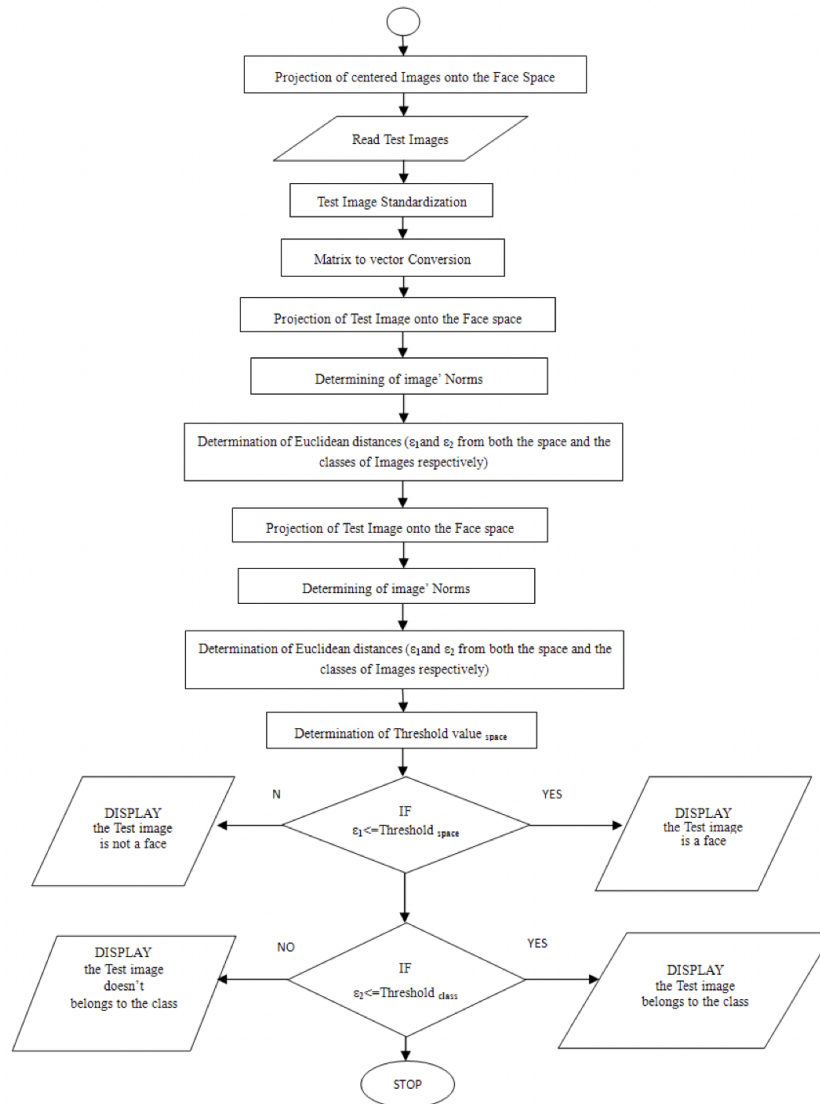 Projection of centered Images onto the Face Space
Read Test Images
Test Image Standardization
Matrix to vector Conversion
Projection of Test Image onto the Face space
Determining of image' Norms
Determination of Euclidean distances (ε₁and ε₂ from both the space and the
classes of Images respectively)
Projection of Test Image onto the Face space
Determining of image' Norms
Determination of Euclidean distances (ε₁and ε₂ from both the space and the
classes of Images respectively)
Determination of Threshold value space
N
YES
DISPLAY
the Test image
is not a face
IF
ε₁<=Threshold space
DISPLAY
the Test image
is a face
NO
YES
DISPLAY
the Test image
doesn't
belongs to the class
IF
ε₂<=Threshold class
DISPLAY
the Test image
belongs to the class
STOP